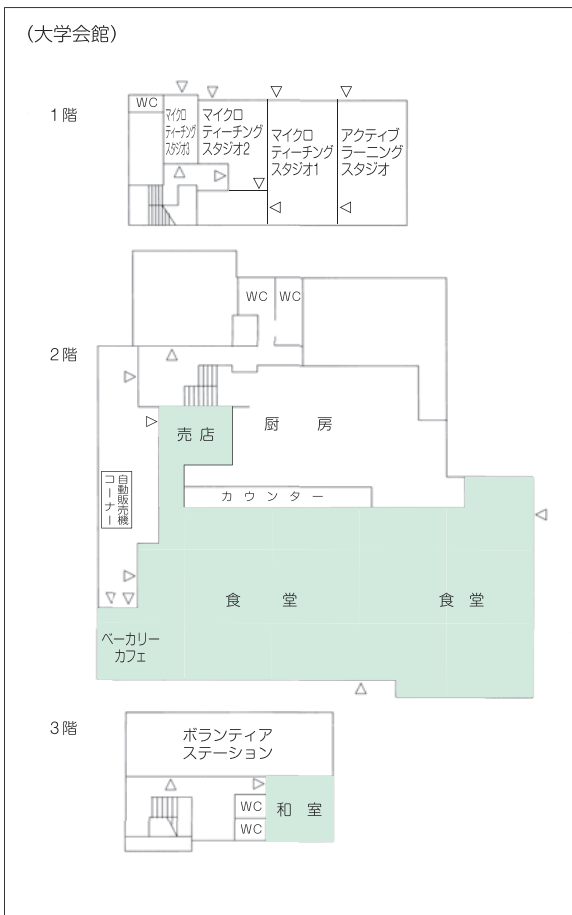 （大学会館）
1階
WC
マイクロ
ティーチング
スタジオ3
マイクロ
ティーチング
スタジオ2
マイクロ
ティーチング
スタジオ1
アクティブ
ラーニング
スタジオ
2階
WC
WC
売店
厨房
自動販売機
コーナー
カウンター
食堂
食堂
ベーカリー
カフェ
3階
ボランティア
ステーション
WC
WC
和室